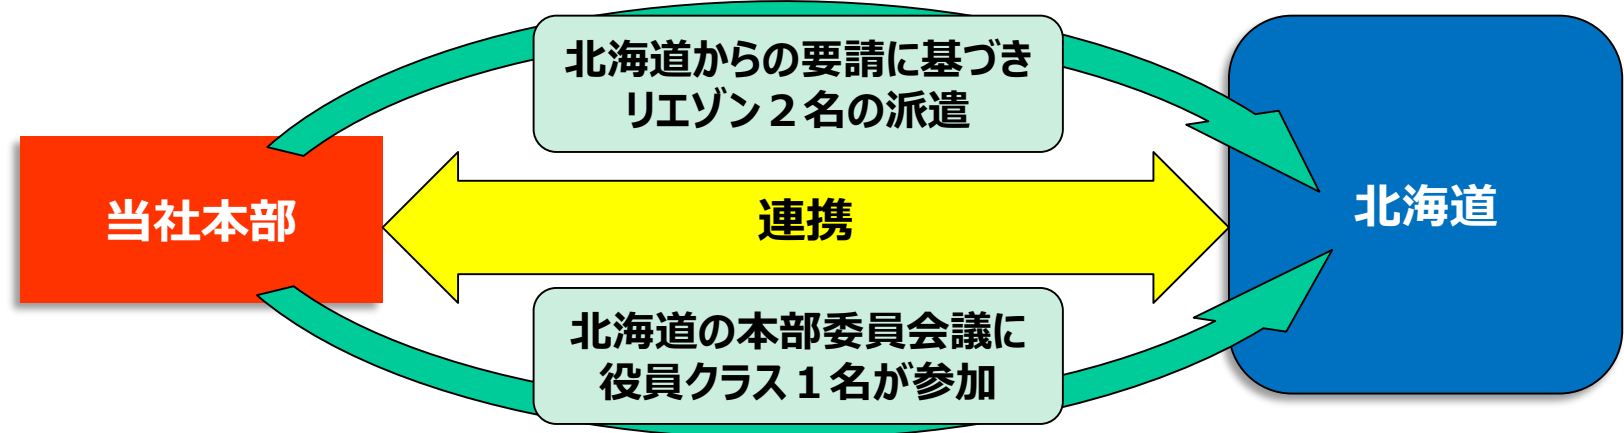 北海道からの要請に基づき
リエゾン２名の派遣
当社本部
連携
北海道
北海道の本部委員会議に
役員クラス１名が参加